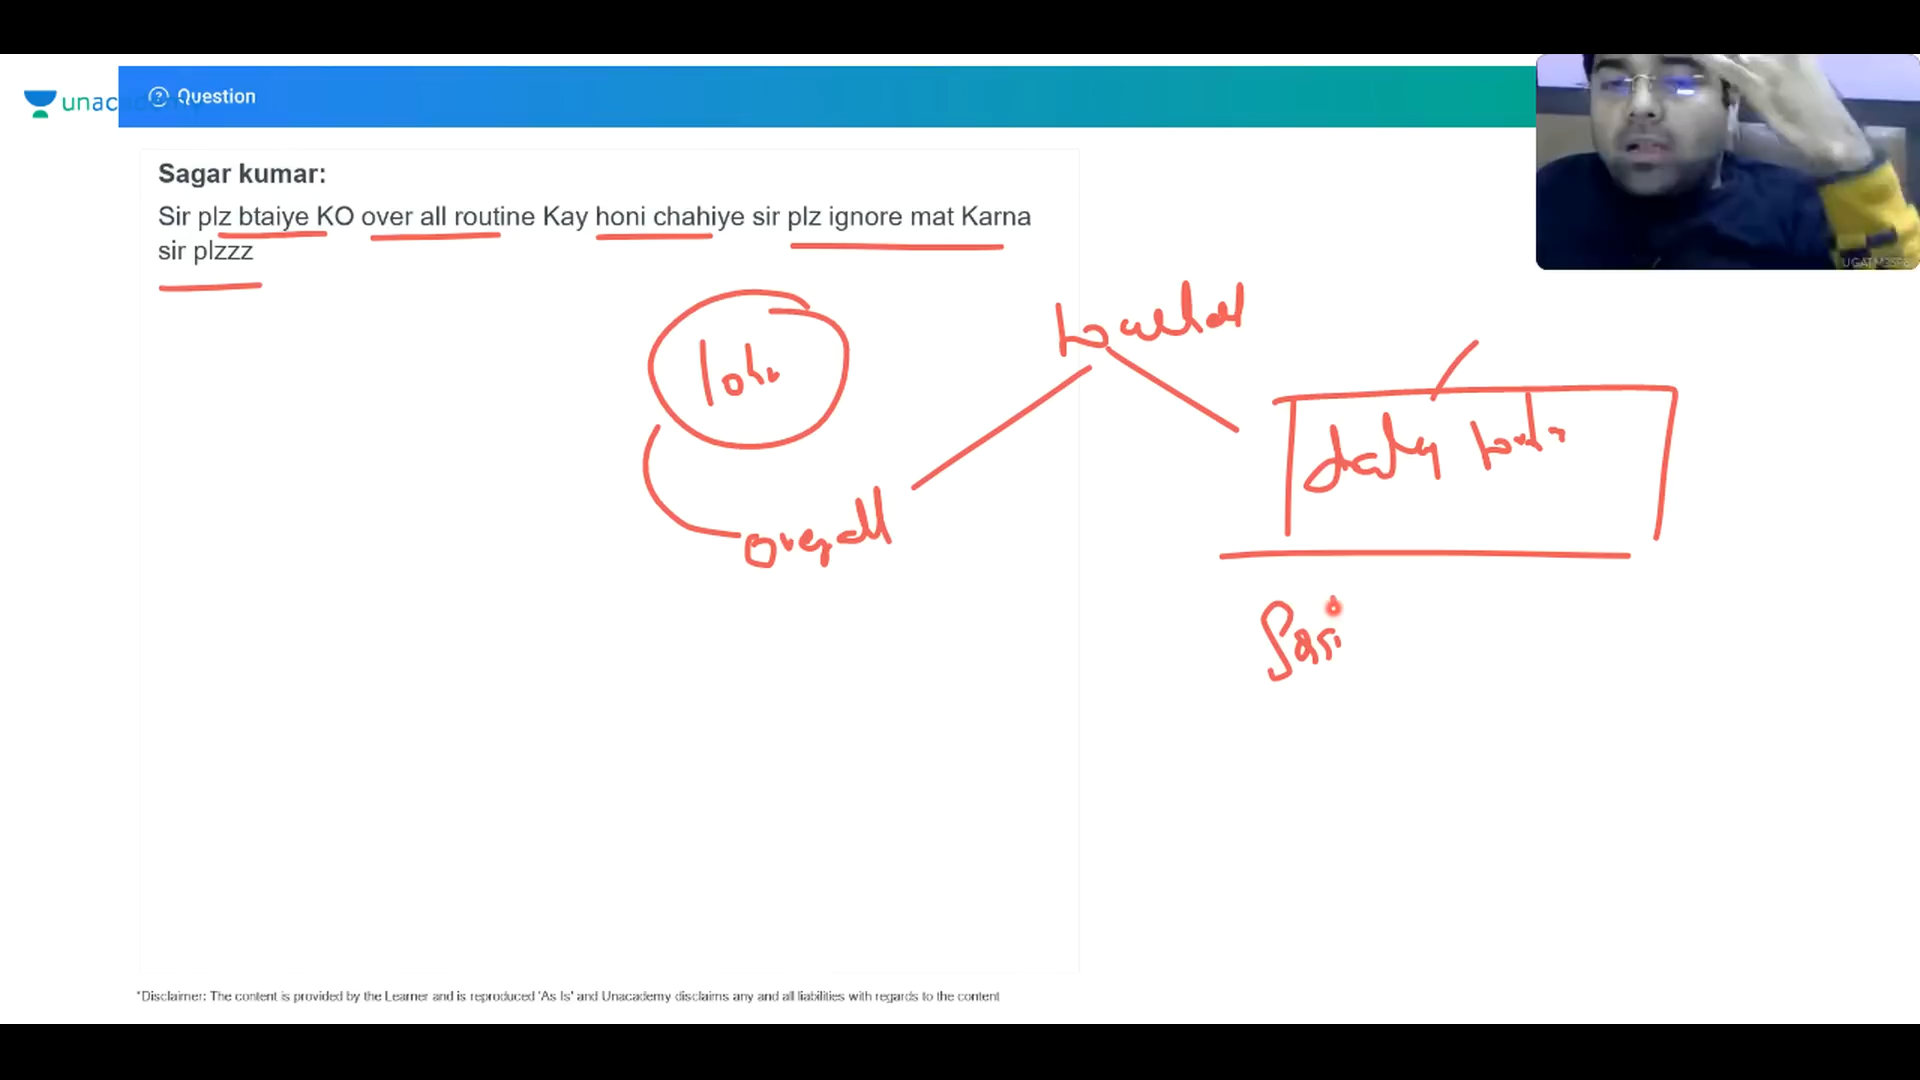 unacademy
Question
Sagar kumar:
Sir plz btaiye KO over all routine Kay honi chahiye sir plz ignore mat Karna
sir plzzz
overall
*Disclaimer: The content is provided by the Learner and is reproduced 'As Is' and Unacademy disclaims any and all liabilities with regards to the content